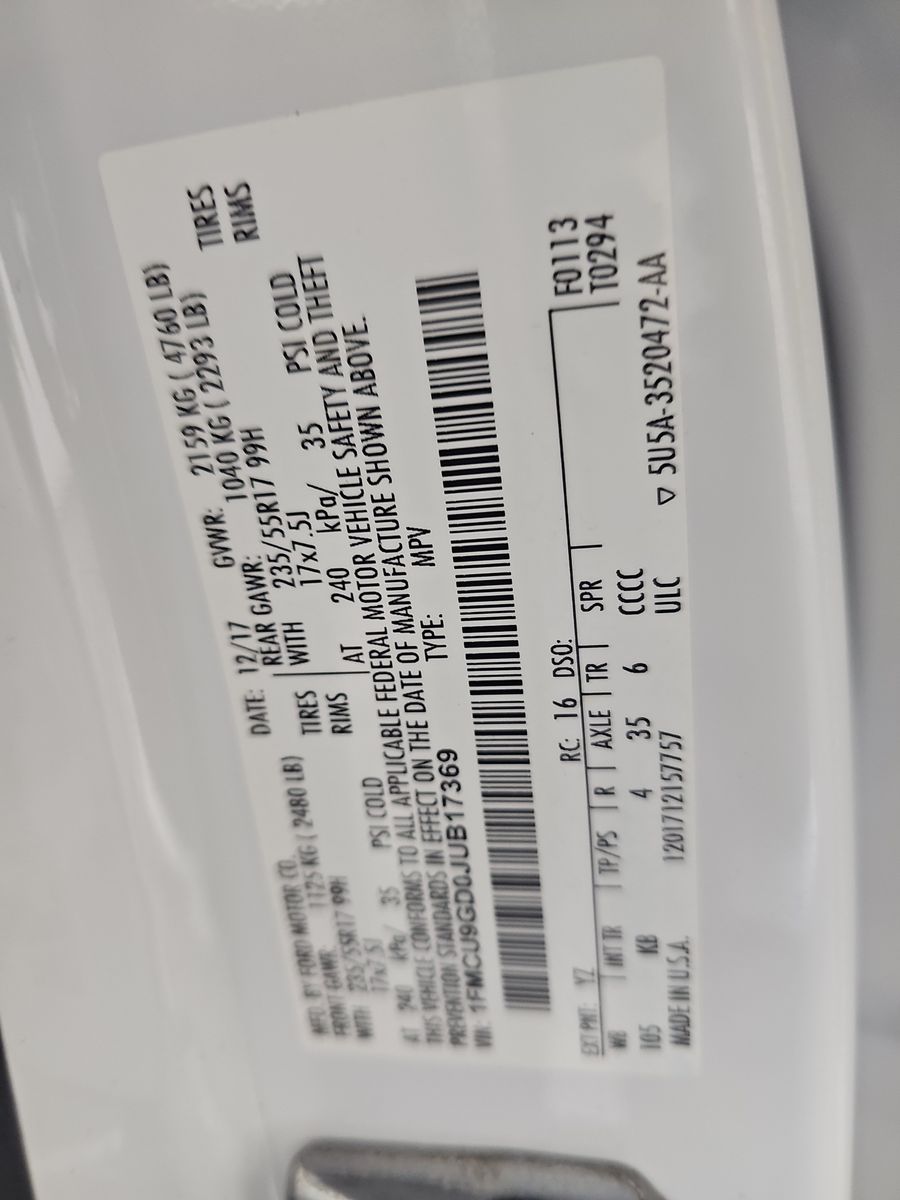 MFD. BY FORD MOTOR CO.
DATE: 12/17 GVWR: 2159 KG ( 4760 LB)
FRONT GAWR: 1125 KG ( 2480 LB)
REAR GAWR: 1040 KG ( 2293 LB)
WITH 235/55R17 99H TIRES
WITH 235/55R17 99H TIRES
17x7.5J RIMS
17x7.5J RIMS
AT 240 kPa/ 35 PSI COLD
AT 240 kPa/ 35 PSI COLD
THIS VEHICLE CONFORMS TO ALL APPLICABLE FEDERAL MOTOR VEHICLE SAFETY AND THEFT
PREVENTION STANDARDS IN EFFECT ON THE DATE OF MANUFACTURE SHOWN ABOVE.
VIN: 1FMCU9GD0JUB17369 TYPE: MPV
EXT PNT: YZ RC: 16 DSO: F0113
WB INT TR TP/PS R AXLE TR SPR T0294
105 KB 4 35 6 CCCC
MADE IN U.S.A. 1201712157757 ULC ▽ 5U5A-3520472-AA